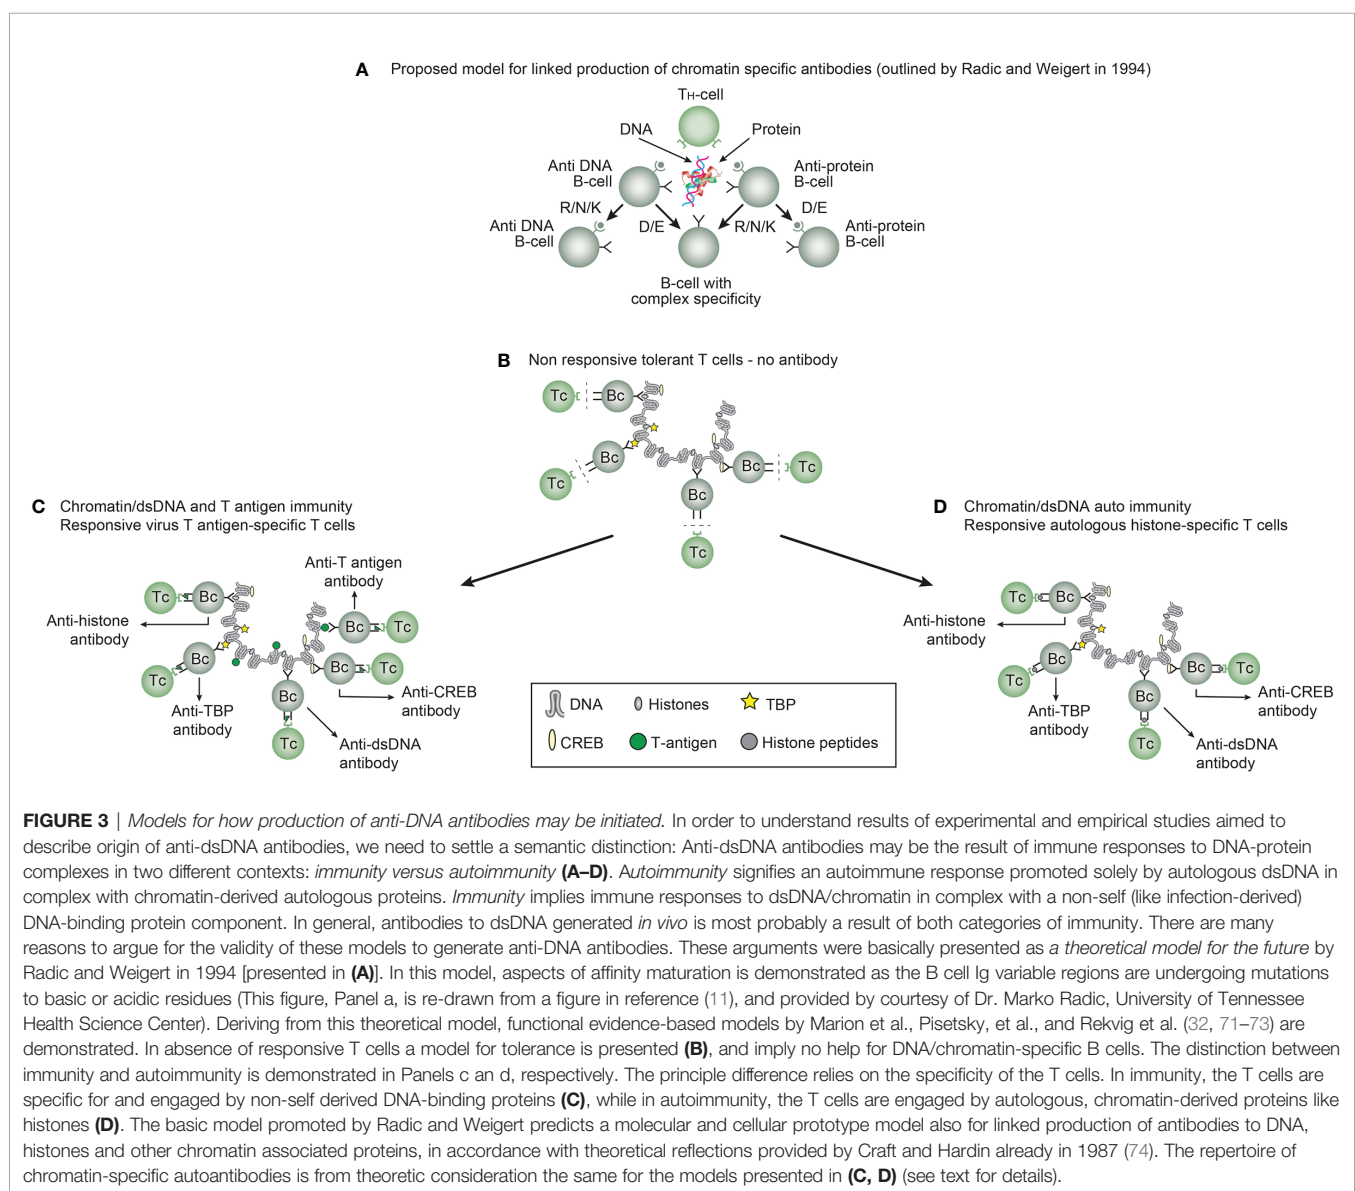 A Proposed model for linked production of chromatin specific antibodies (outlined by Radic and Weigert in 1994)
TH-cell
DNA
Protein
Anti DNA
B-cell
Anti-protein
B-cell
R/N/K
D/E
R/N/K
D/E
Anti DNA
B-cell
Anti-protein
B-cell
B-cell with
complex specificity
B Non responsive tolerant T cells - no antibody
Tc
Bc
Bc
Tc
Bc
Tc
Bc
Tc
C Chromatin/dsDNA and T antigen immunity
Responsive virus T antigen-specific T cells
Anti-T antigen
antibody
Tc
Bc
Anti-histone
antibody
Bc
Tc
Bc
Tc
Bc
Tc
Anti-TBP
antibody
Bc
Tc
Anti-CREB
antibody
Anti-dsDNA
antibody
D Chromatin/dsDNA auto immunity
Responsive autologous histone-specific T cells
Tc
Bc
Anti-histone
antibody
Bc
Tc
Bc
Tc
Anti-TBP
antibody
Bc
Tc
Anti-CREB
antibody
Anti-dsDNA
antibody
DNA
Histones
TBP
CREB
T-antigen
Histone peptides
FIGURE 3 | Models for how production of anti-DNA antibodies may be initiated. In order to understand results of experimental and empirical studies aimed to
describe origin of anti-dsDNA antibodies, we need to settle a semantic distinction: Anti-dsDNA antibodies may be the result of immune responses to DNA-protein
complexes in two different contexts: immunity versus autoimmunity (A–D). Autoimmunity signifies an autoimmune response promoted solely by autologous dsDNA in
complex with chromatin-derived autologous proteins. Immunity implies immune responses to dsDNA/chromatin in complex with a non-self (like infection-derived)
DNA-binding protein component. In general, antibodies to dsDNA generated in vivo is most probably a result of both categories of immunity. There are many
reasons to argue for the validity of these models to generate anti-DNA antibodies. These arguments were basically presented as a theoretical model for the future by
Radic and Weigert in 1994 [presented in (A)]. In this model, aspects of affinity maturation is demonstrated as the B cell Ig variable regions are undergoing mutations
to basic or acidic residues (This figure, Panel a, is re-drawn from a figure in reference (11), and provided by courtesy of Dr. Marko Radic, University of Tennessee
Health Science Center). Deriving from this theoretical model, functional evidence-based models by Marion et al., Pisetsky, et al., and Rekvig et al. (32, 71–73) are
demonstrated. In absence of responsive T cells a model for tolerance is presented (B), and imply no help for DNA/chromatin-specific B cells. The distinction between
immunity and autoimmunity is demonstrated in Panels c an d, respectively. The principle difference relies on the specificity of the T cells. In immunity, the T cells are
specific for and engaged by non-self derived DNA-binding proteins (C), while in autoimmunity, the T cells are engaged by autologous, chromatin-derived proteins like
histones (D). The basic model promoted by Radic and Weigert predicts a molecular and cellular prototype model also for linked production of antibodies to DNA,
histones and other chromatin associated proteins, in accordance with theoretical reflections provided by Craft and Hardin already in 1987 (74). The repertoire of
chromatin-specific autoantibodies is from theoretic consideration the same for the models presented in (C, D) (see text for details).